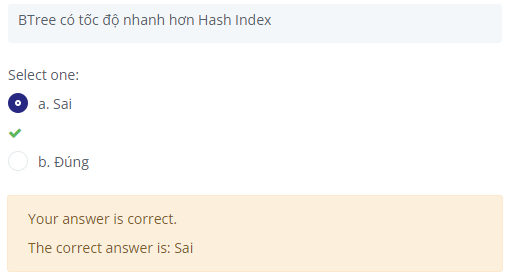 BTree có tốc độ nhanh hơn Hash Index
Select one:
a. Sai
b. Đúng
Your answer is correct.
The correct answer is: Sai